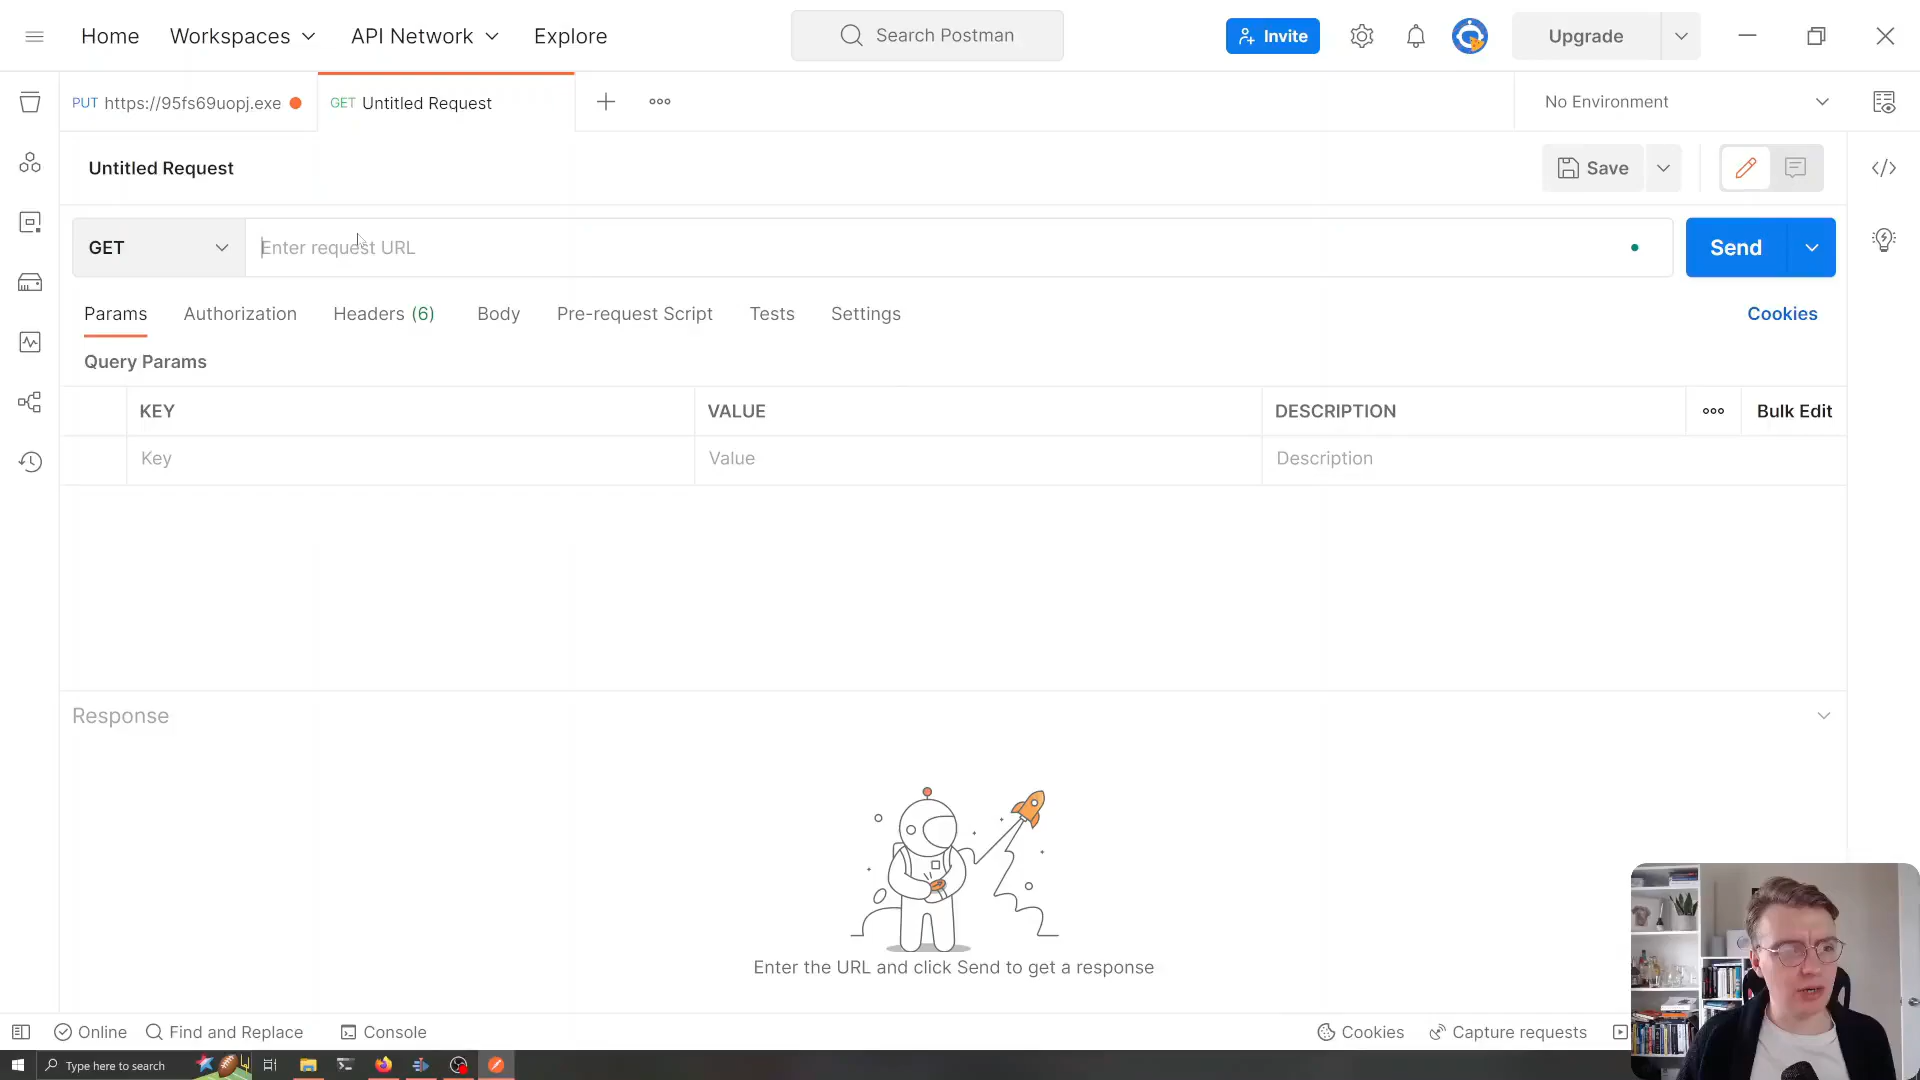 Home Workspaces API Network Explore
Search Postman
Invite
Upgrade
PUT https://95fs69uopj.exe
GET Untitled Request
No Environment
Untitled Request
Save
GET
Enter request URL
Send
Params Authorization Headers (6) Body Pre-request Script Tests Settings
Cookies
Query Params
KEY VALUE DESCRIPTION Bulk Edit
Key Value Description
Response
Enter the URL and click Send to get a response
Online Find and Replace Console
Cookies Capture requests
Type here to search